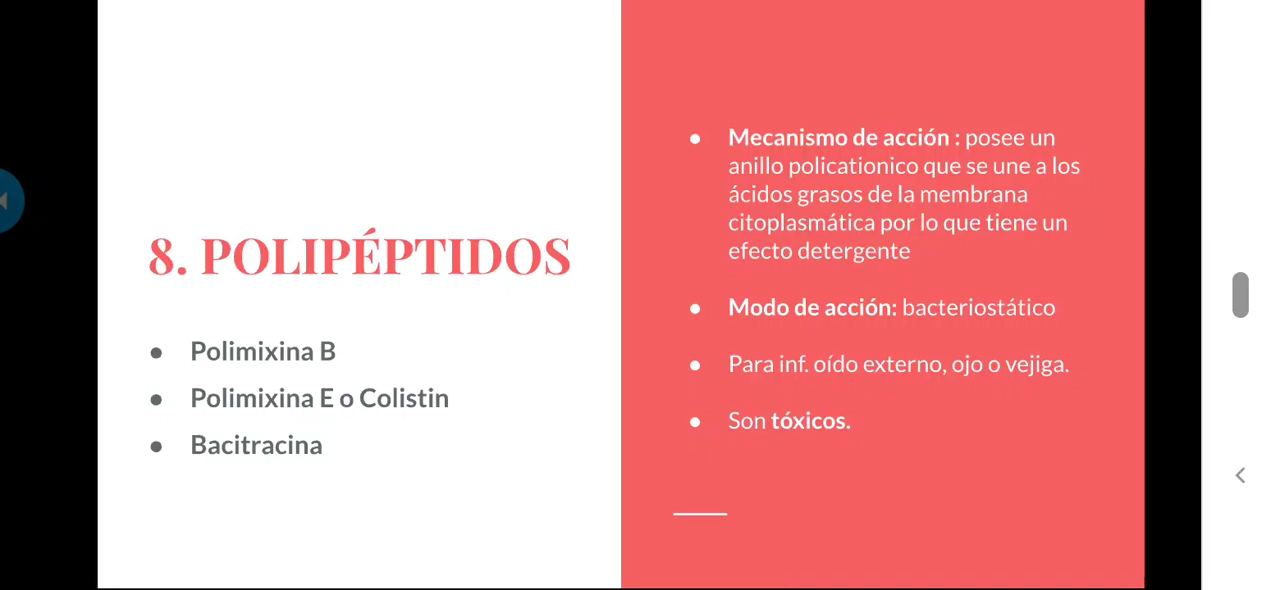 8. POLIPÉPTIDOS
● Polimixina B
● Polimixina E o Colistin
● Bacitracina
● Mecanismo de acción : posee un
anillo policationico que se une a los
ácidos grasos de la membrana
citoplasmática por lo que tiene un
efecto detergente
● Modo de acción: bacteriostático
● Para inf. oído externo, ojo o vejiga.
● Son tóxicos.